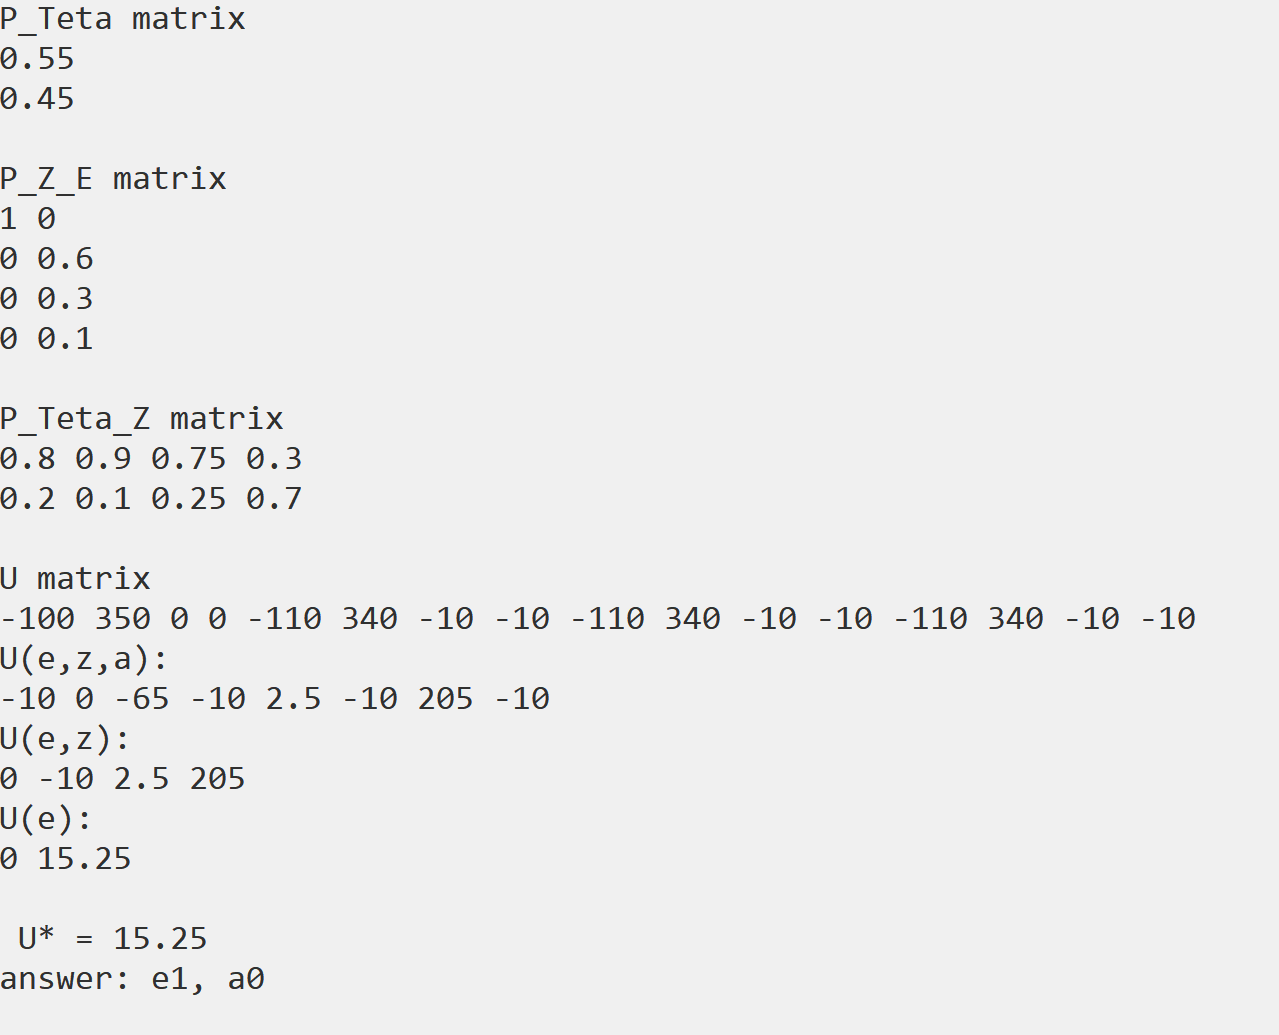 P_Teta matrix
0.55
0.45
P_Z_E matrix
1 0
0 0.6
0 0.3
0 0.1
P_Teta_Z matrix
0.8 0.9 0.75 0.3
0.2 0.1 0.25 0.7
U matrix
-100 350 0 0 -110 340 -10 -10 -110 340 -10 -10 -110 340 -10 -10
U(e,z,a):
-10 0 -65 -10 2.5 -10 205 -10
U(e,z):
0 -10 2.5 205
U(e):
0 15.25
U* = 15.25
answer: e1, a0